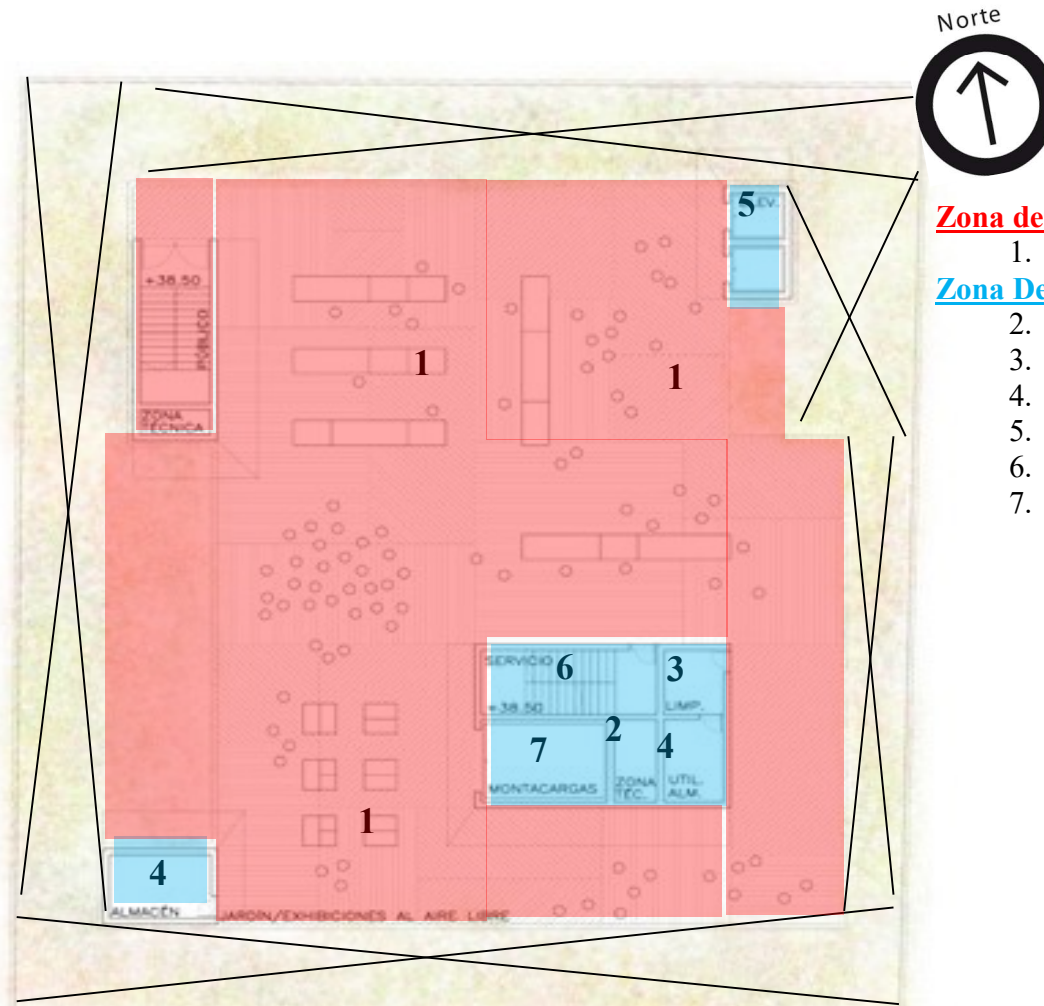 Norte
Zona de
1.
Zona De
2.
3.
4.
5.
6.
7.
5
+38.50
PÚBLICO
1
1
ZONA
TÉCNICA
SERVICIO
6
3
+38.50
LIMP.
2
7
4
MONTACARGAS
ZONA
TÉC.
UTIL.
ALM.
1
4
ALMACÉN
JARDÍN/EXHIBICIONES AL AIRE LIBRE